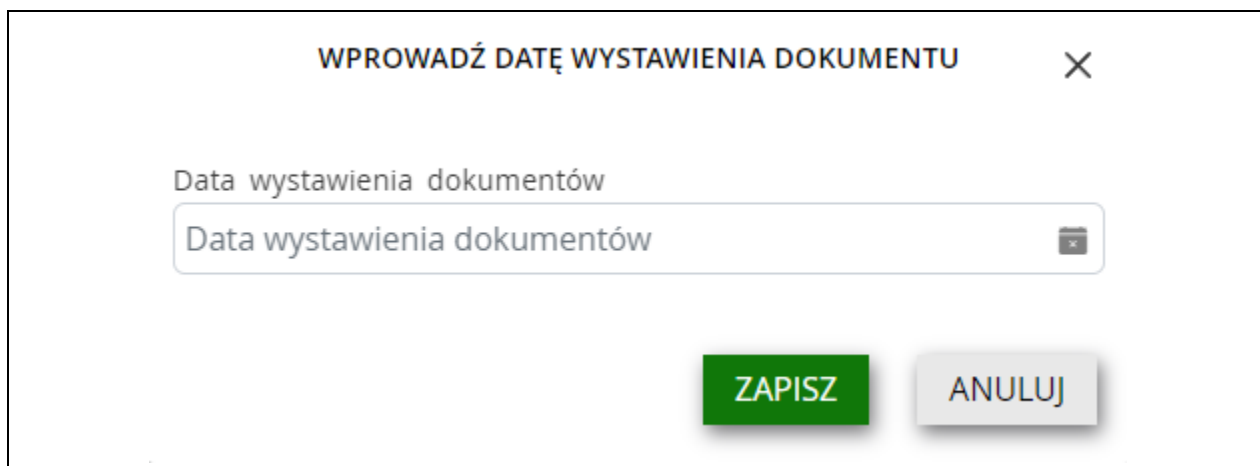 WPROWADŹ DATĘ WYSTAWIENIA DOKUMENTU
Data wystawienia dokumentów
Data wystawienia dokumentów
ZAPISZ ANULUJ